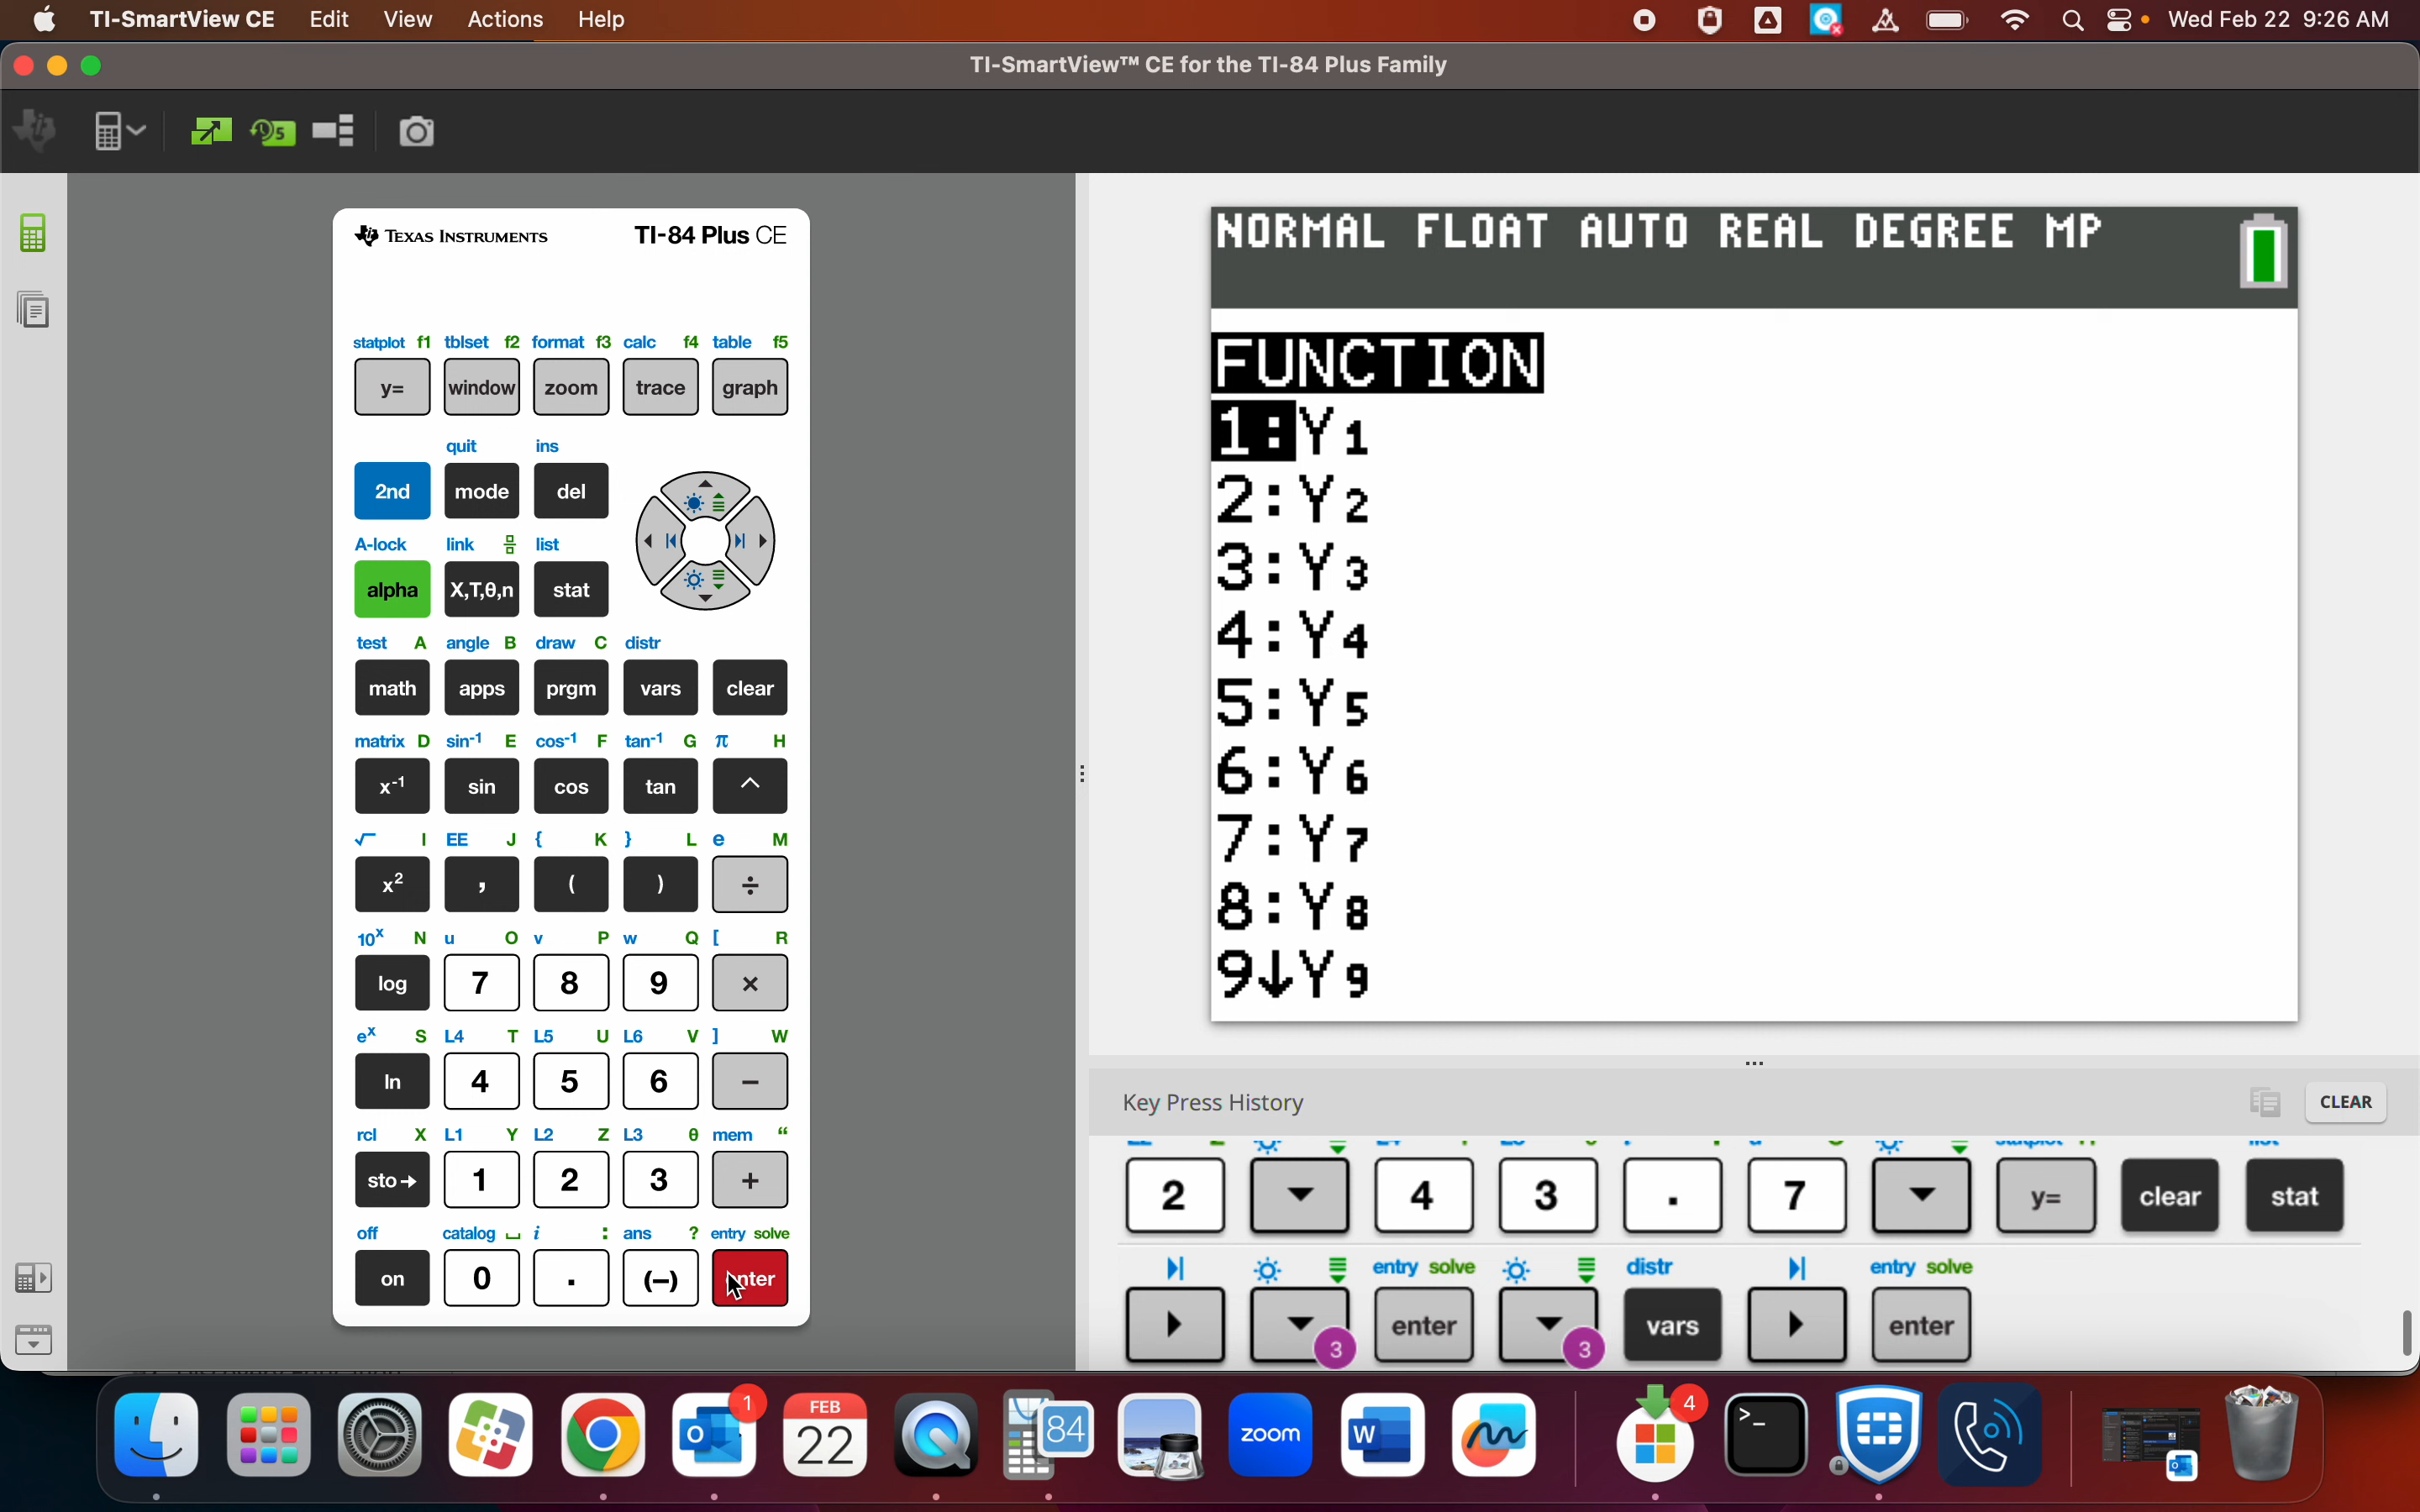 TI-SmartView CE Edit View Actions Help Wed Feb 22 9:26 AM
TI-SmartView™ CE for the TI-84 Plus Family
5
TEXAS INSTRUMENTS TI-84 Plus CE
statplot f1 tblset f2 format f3 calc f4 table f5
y= window zoom trace graph
quit ins
2nd mode del
A-lock link list
alpha X,T,θ,n stat
test A angle B draw C distr
math apps prgm vars clear
matrix D sin-1 E cos-1 F tan-1 G π H
x-1 sin cos tan ^
√ I EE J { K } L e M
x2 , ( ) ÷
10x N u O v P w Q [ R
log 7 8 9 ×
ex S L4 T L5 U L6 V ] W
ln 4 5 6 −
rcl X L1 Y L2 Z L3 θ mem “
sto→ 1 2 3 +
off catalog i : ans ? entry solve
on 0 . (−) enter
NORMAL FLOAT AUTO REAL DEGREE MP
FUNCTION
1:Y1
2:Y2
3:Y3
4:Y4
5:Y5
6:Y6
7:Y7
8:Y8
9↓Y9
Key Press History CLEAR
2 4 3 . 7 y= clear stat
entry solve distr entry solve
3 enter 3 vars enter
1 FEB 22 84 zoom W 4 >_